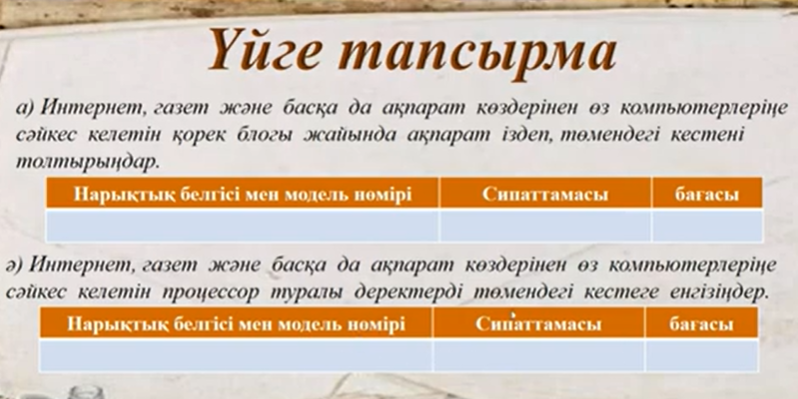 Үйге тапсырма
а) Интернет, газет және басқа да ақпарат көздерінен өз компьютерлеріңе
сәйкес келетін қорек блогы жайында ақпарат іздеп, төмендегі кестені
толтырыңдар.
Нарықтық белгісі мен модель нөмірі Сипаттамасы бағасы
ә) Интернет, газет және басқа да ақпарат көздерінен өз компьютерлеріңе
сәйкес келетін процессор туралы деректерді төмендегі кестеге енгізіңдер.
Нарықтық белгісі мен модель нөмірі Сипаттамасы бағасы